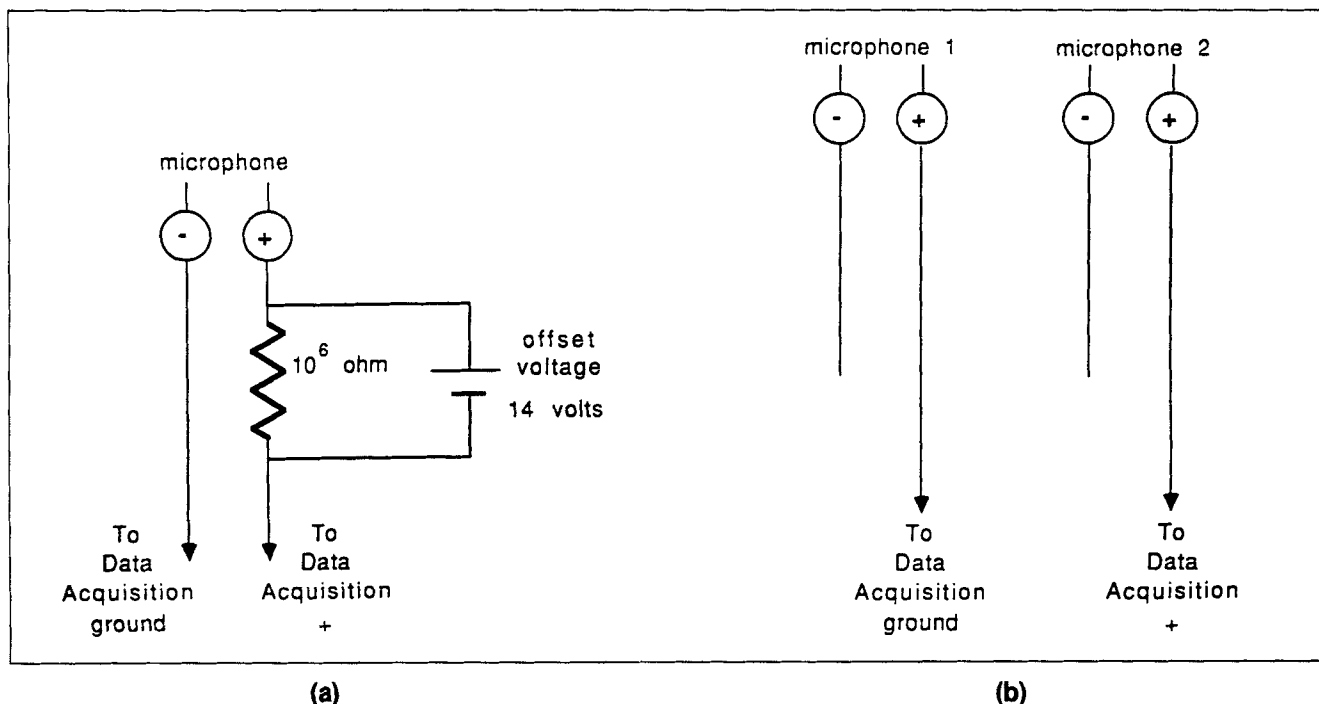 microphone
-
+
10^6 ohm
offset
voltage
14 volts
To
Data
Acquisition
ground
To
Data
Acquisition
+
(a)
microphone 1
-
+
To
Data
Acquisition
ground
microphone 2
-
+
To
Data
Acquisition
+
(b)